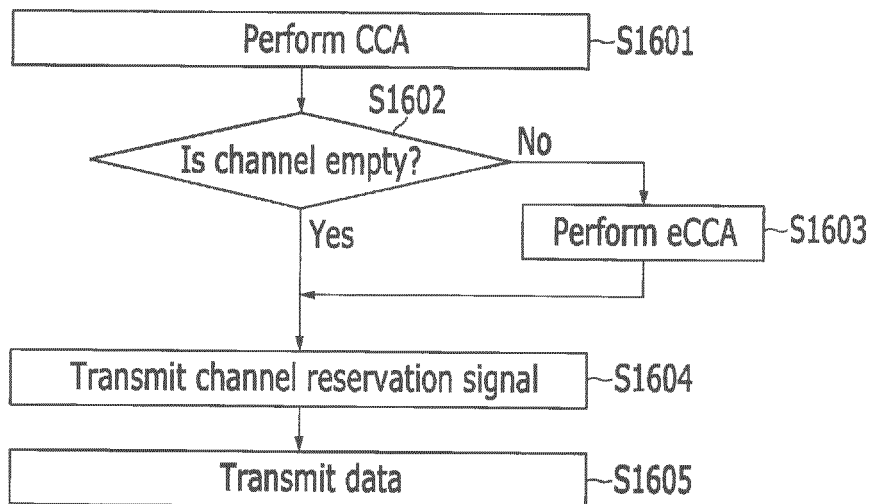 Perform CCA
S1601
S1602
Is channel empty?
No
Yes
Perform eCCA
S1603
Transmit channel reservation signal
S1604
Transmit data
S1605